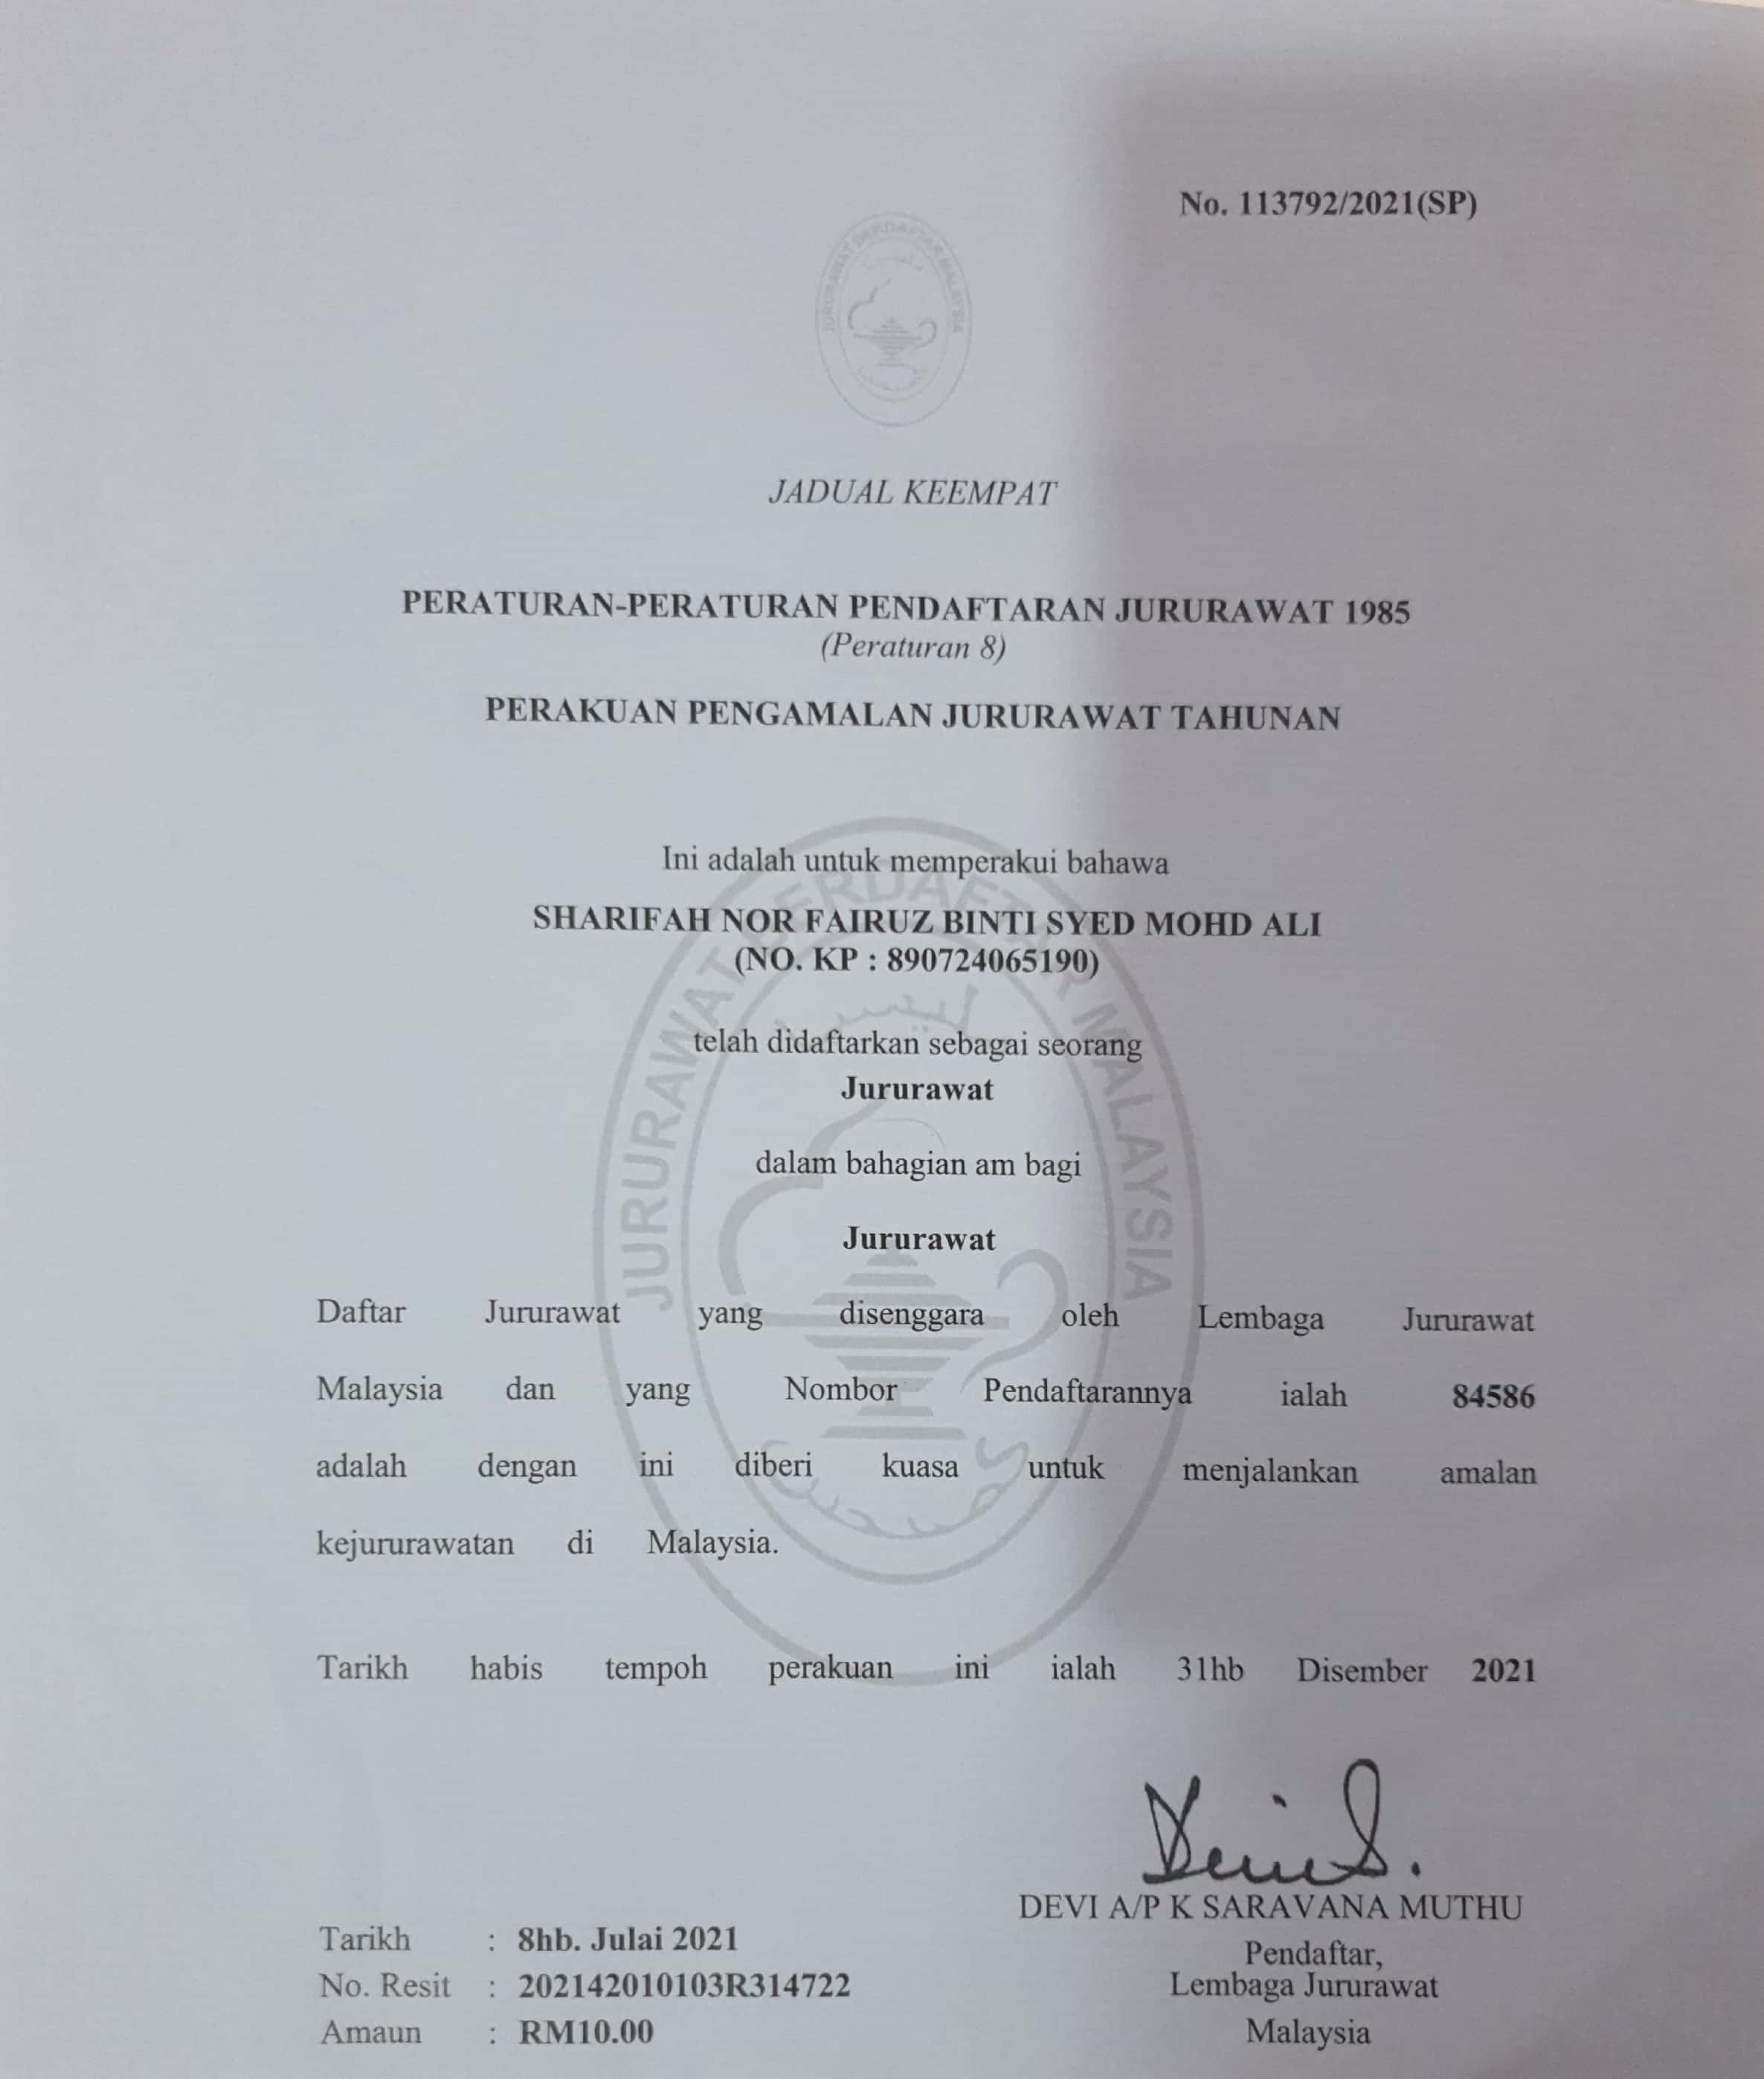 No. 113792/2021(SP)
JURURAWAT BERDAFTAR MALAYSIA
JADUAL KEEMPAT
PERATURAN-PERATURAN PENDAFTARAN JURURAWAT 1985
(Peraturan 8)
PERAKUAN PENGAMALAN JURURAWAT TAHUNAN
Ini adalah untuk memperakui bahawa
SHARIFAH NOR FAIRUZ BINTI SYED MOHD ALI
(NO. KP : 890724065190)
telah didaftarkan sebagai seorang
Jururawat
dalam bahagian am bagi
Jururawat
JURURAWAT BERDAFTAR MALAYSIA
Daftar Jururawat yang disenggara oleh Lembaga Jururawat
Malaysia dan yang Nombor Pendaftarannya ialah 84586
adalah dengan ini diberi kuasa untuk menjalankan amalan
kejururawatan di Malaysia.
Tarikh habis tempoh perakuan ini ialah 31hb Disember 2021
DEVI A/P K SARAVANA MUTHU
Pendaftar,
Lembaga Jururawat
Malaysia
Tarikh : 8hb. Julai 2021
No. Resit : 202142010103R314722
Amaun : RM10.00